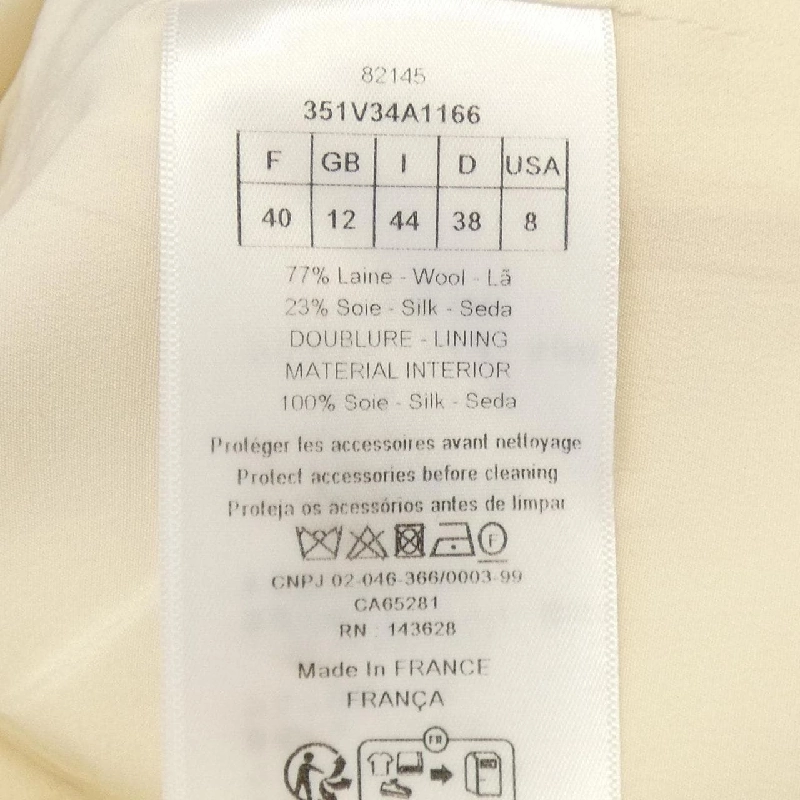 82145
351V34A1166
F GB I D USA
40 12 44 38 8
77% Laine - Wool - Lã
23% Soie - Silk - Seda
DOUBLURE - LINING
MATERIAL INTERIOR
100% Soie - Silk - Seda
Protéger les accessoires avant nettoyage
Protect accessories before cleaning
Proteja os acessórios antes de limpar
F
CNPJ 02-046-366/0003-99
CA65281
RN : 143628
Made In FRANCE
FRANÇA
FR